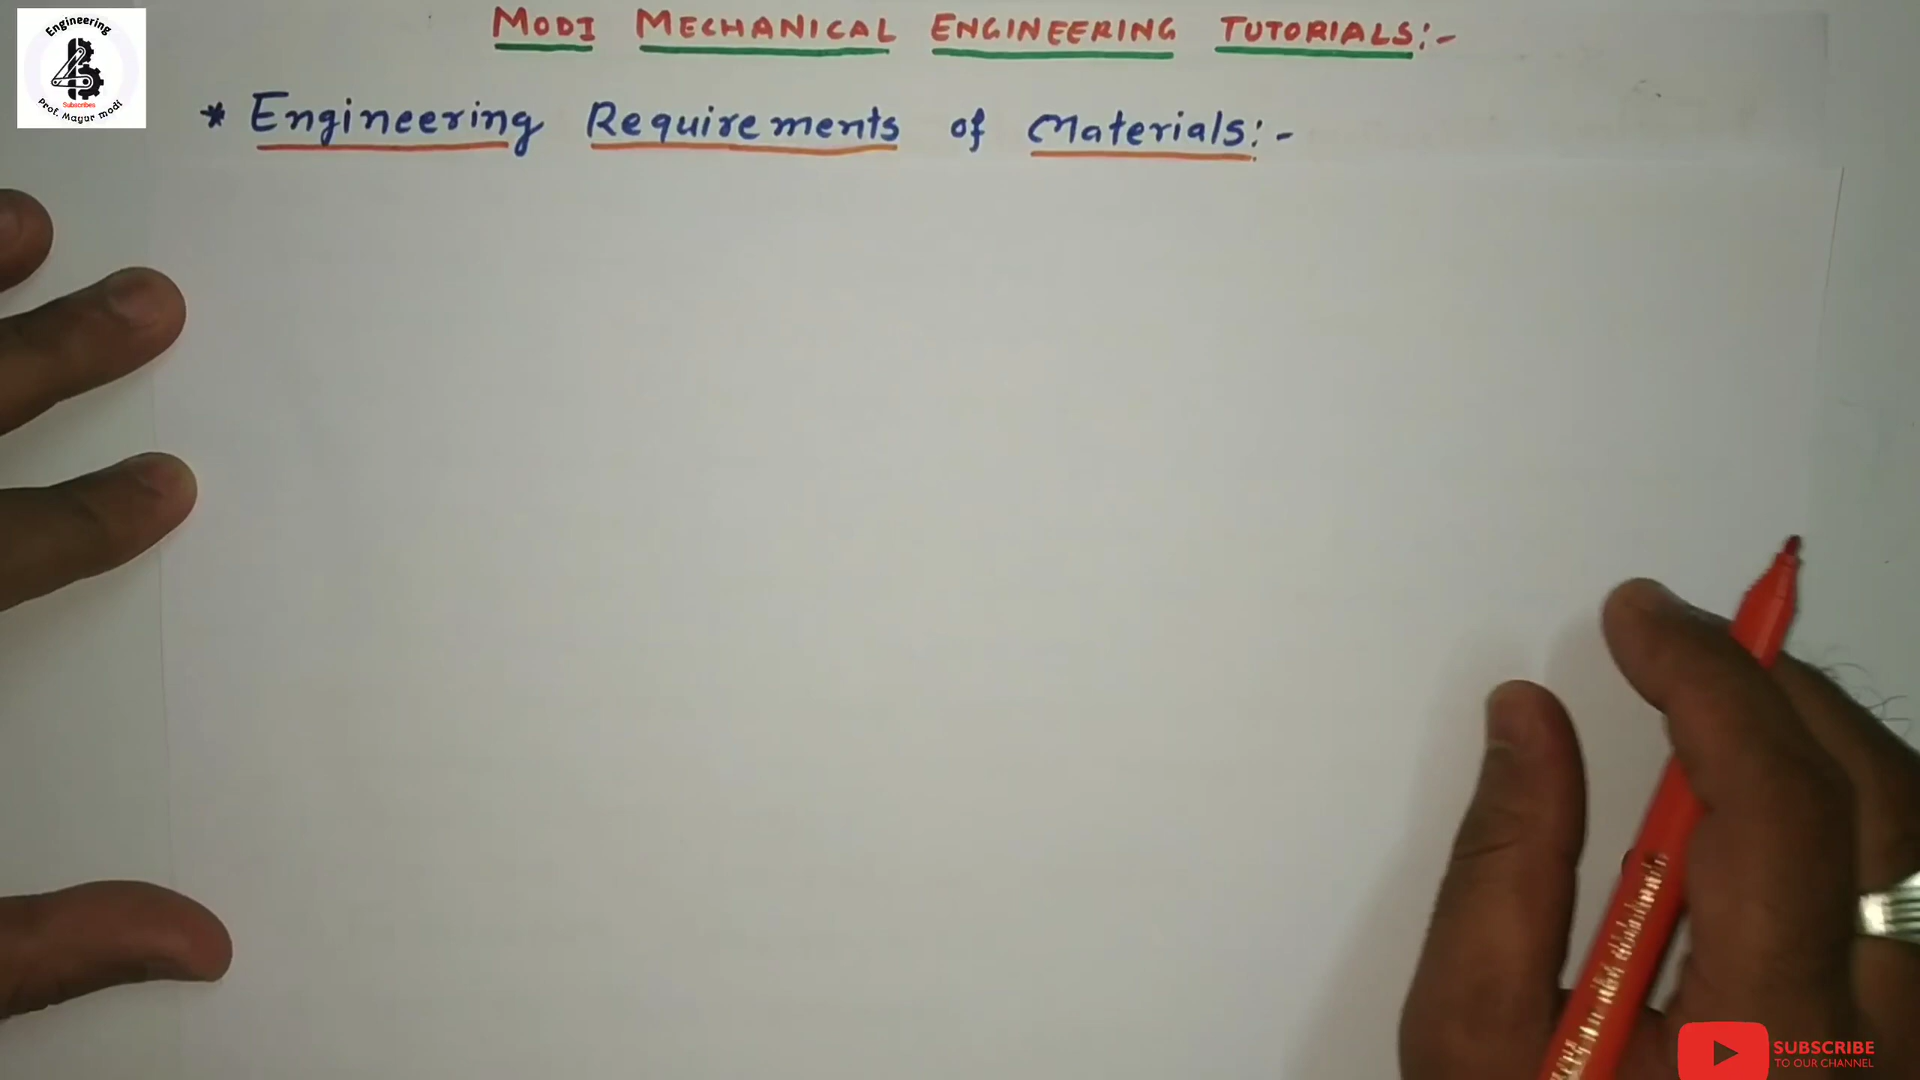 MODI MECHANICAL ENGINEERING TUTORIALS:-
* Engineering Requirements of Materials:-
Engineering
Subscribes
Prof. Mayur modi
SUBSCRIBE
TO OUR CHANNEL